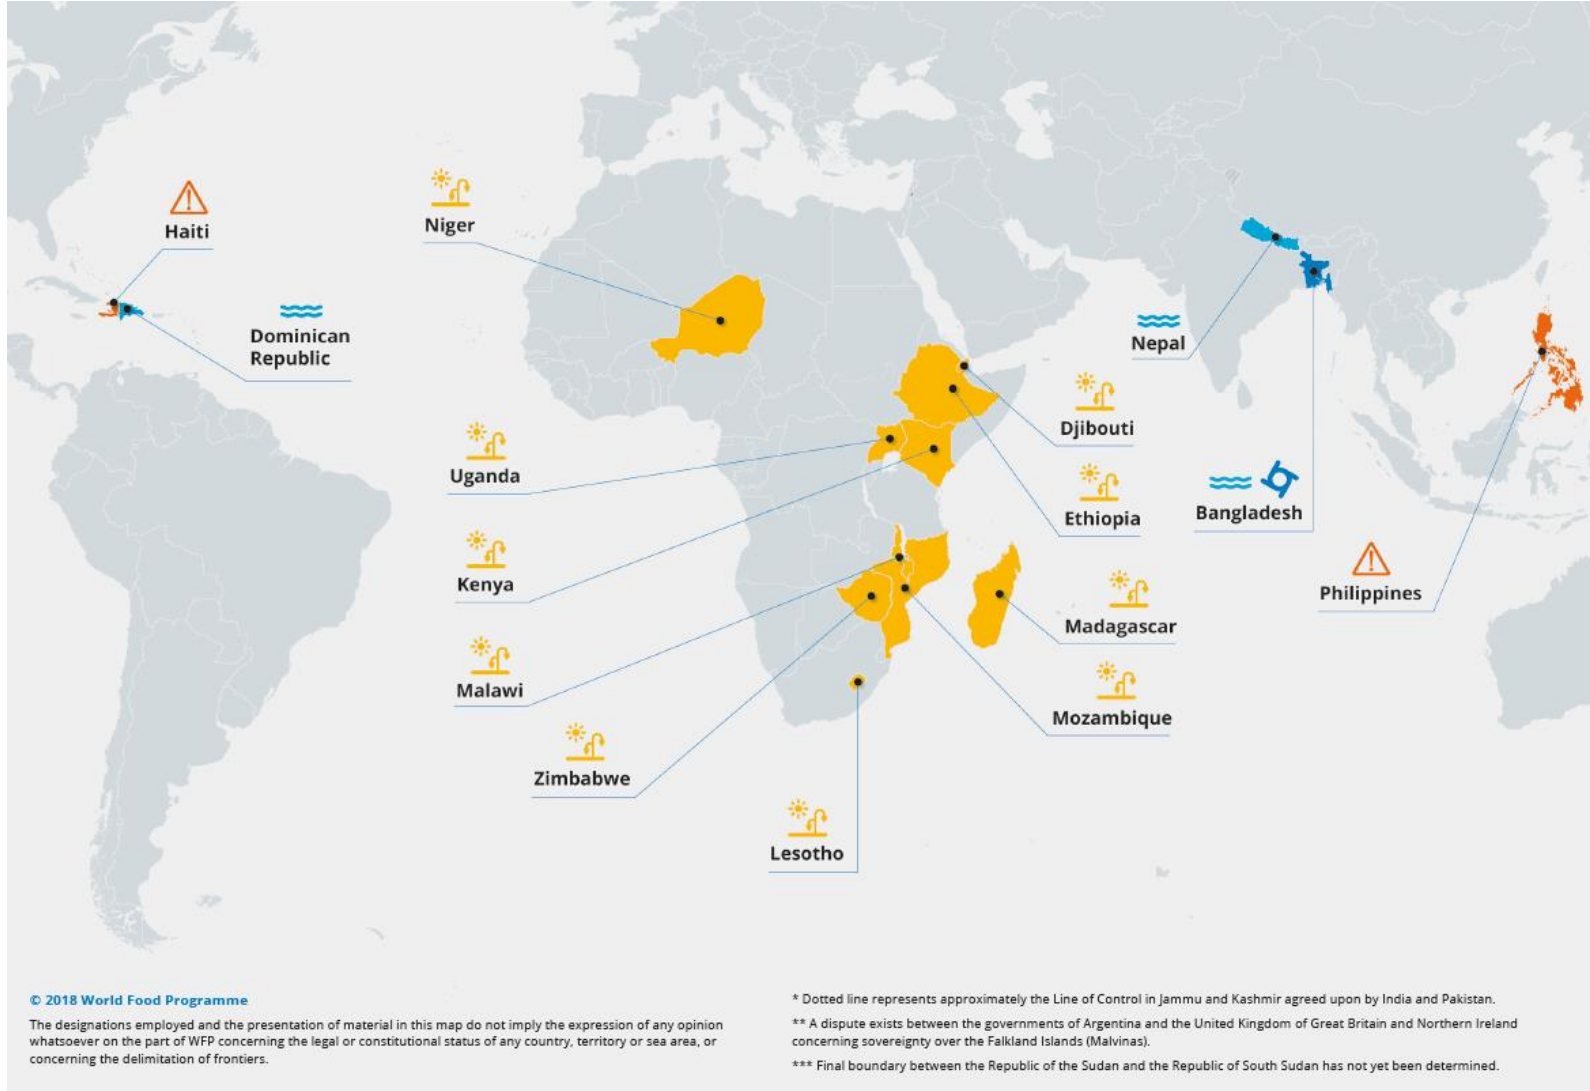 Haiti
Niger
Dominican
Republic
Nepal
Djibouti
Uganda
Ethiopia
Bangladesh
Kenya
Philippines
Madagascar
Malawi
Mozambique
Zimbabwe
Lesotho
© 2018 World Food Programme
The designations employed and the presentation of material in this map do not imply the expression of any opinion
whatsoever on the part of WFP concerning the legal or constitutional status of any country, territory or sea area, or
concerning the delimitation of frontiers.
* Dotted line represents approximately the Line of Control in Jammu and Kashmir agreed upon by India and Pakistan.
** A dispute exists between the governments of Argentina and the United Kingdom of Great Britain and Northern Ireland
concerning sovereignty over the Falkland Islands (Malvinas).
*** Final boundary between the Republic of the Sudan and the Republic of South Sudan has not yet been determined.